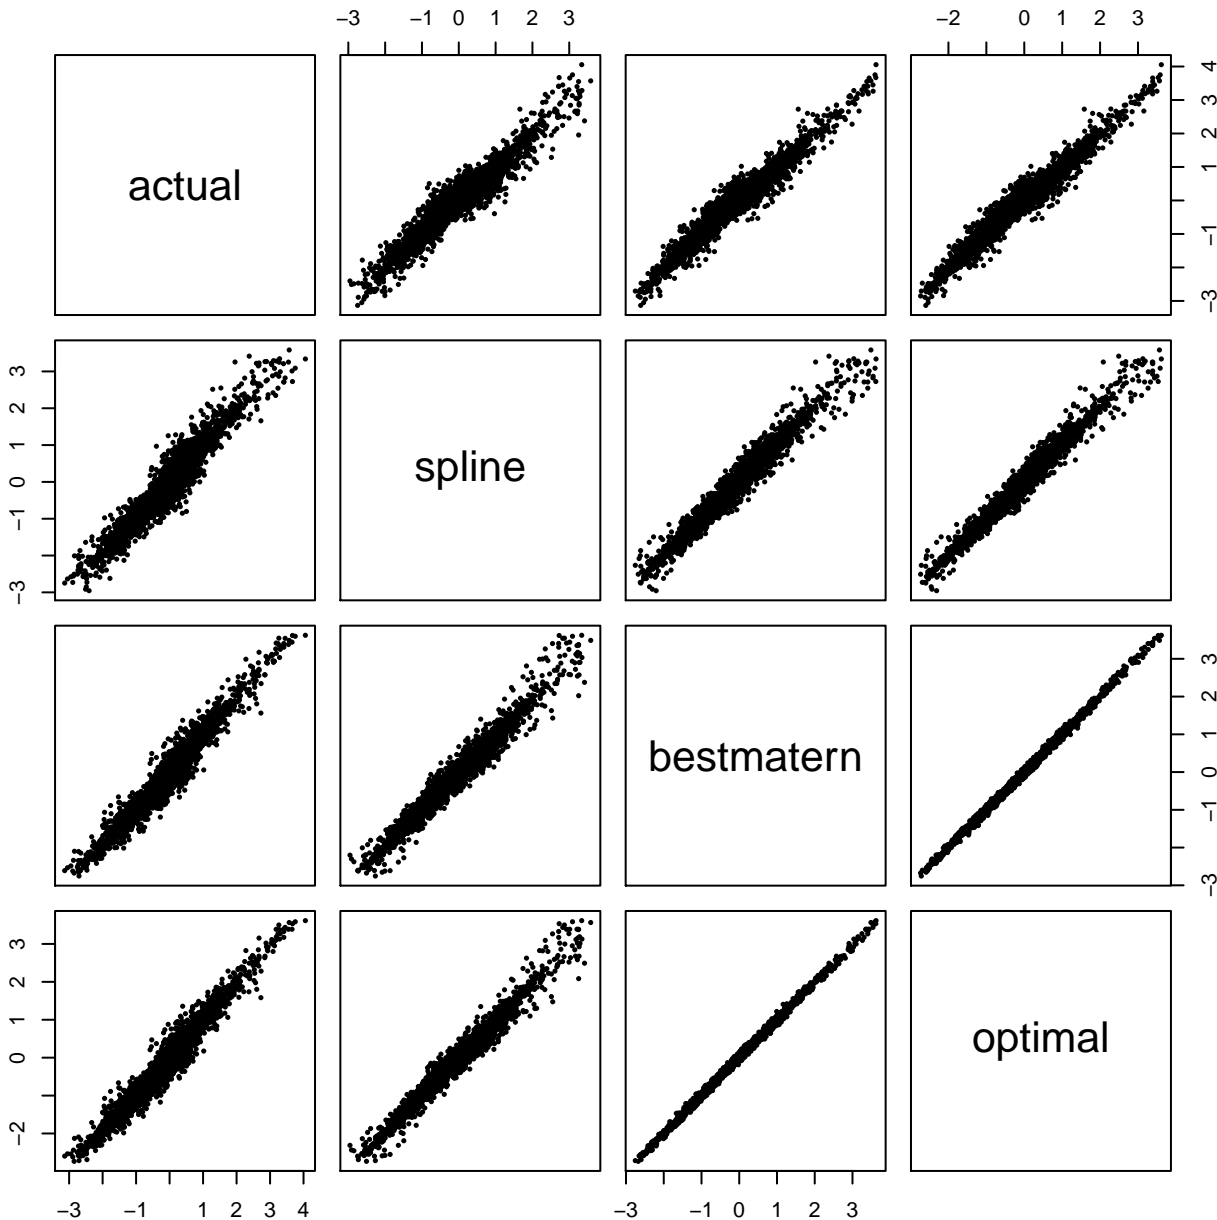 −3 −1 0 1 2 3 −2 0 1 2 3
actual
−3 −1 1 2 3 4
−3 −1 0 1 2 3
spline
bestmatern
−3 −1 0 1 2 3
−2 0 1 2 3
optimal
−3 −1 1 2 3 4 −3 −1 0 1 2 3